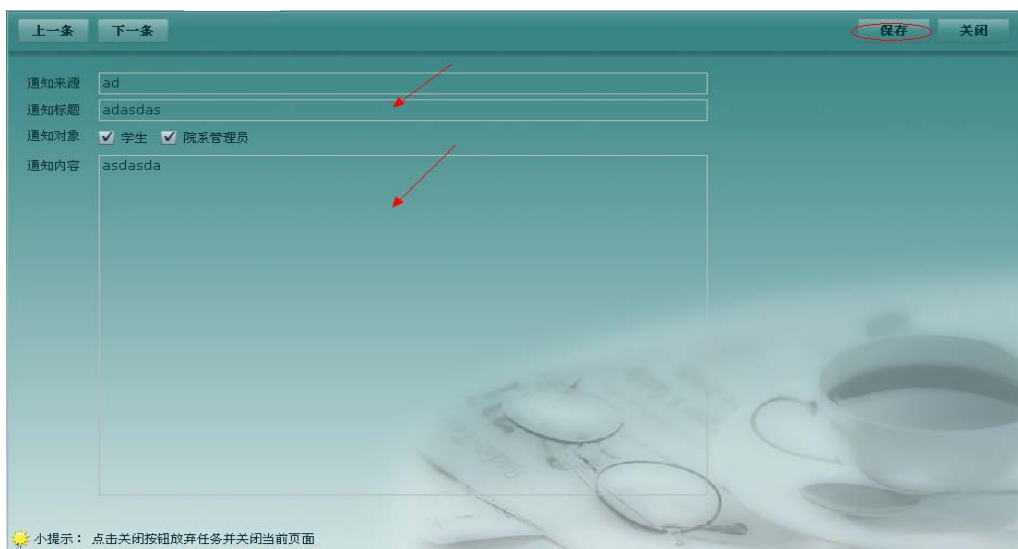 上一条 下一条 保存 关闭
通知来源 ad
通知标题 adasdas
通知对象 学生 院系管理员
通知内容 asdasda
小提示： 点击关闭按钮放弃任务并关闭当前页面